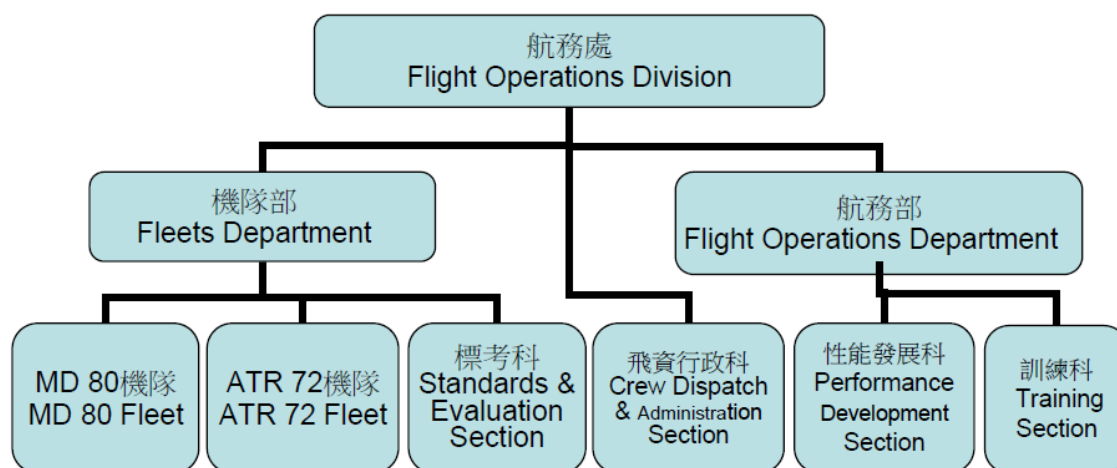 航務處
Flight Operations Division
機隊部
Fleets Department
航務部
Flight Operations Department
MD 80機隊
MD 80 Fleet
ATR 72機隊
ATR 72 Fleet
標考科
Standards &
Evaluation
Section
飛資行政科
Crew Dispatch
& Administration
Section
性能發展科
Performance
Development
Section
訓練科
Training
Section